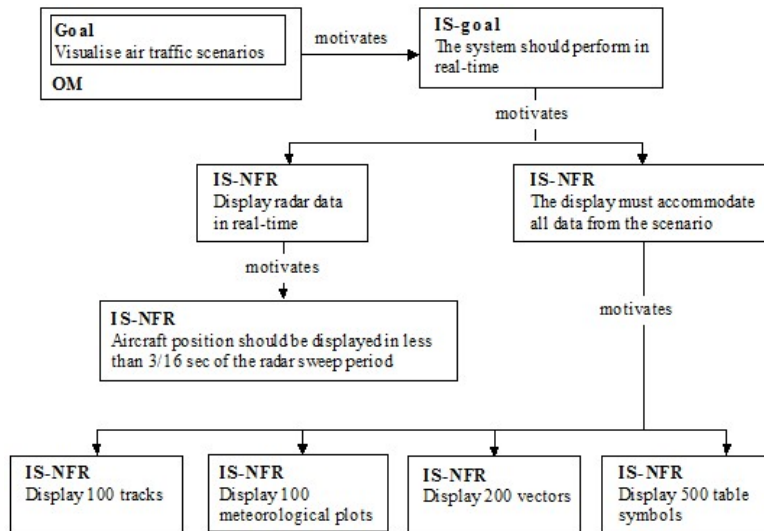 Goal
Visualise air traffic scenarios
OM
motivates
IS-goal
The system should perform in
real-time
motivates
IS-NFR
Display radar data
in real-time
IS-NFR
The display must accommodate
all data from the scenario
motivates
motivates
IS-NFR
Aircraft position should be displayed in less
than 3/16 sec of the radar sweep period
IS-NFR
Display 100 tracks
IS-NFR
Display 100
meteorological plots
IS-NFR
Display 200 vectors
IS-NFR
Display 500 table
symbols